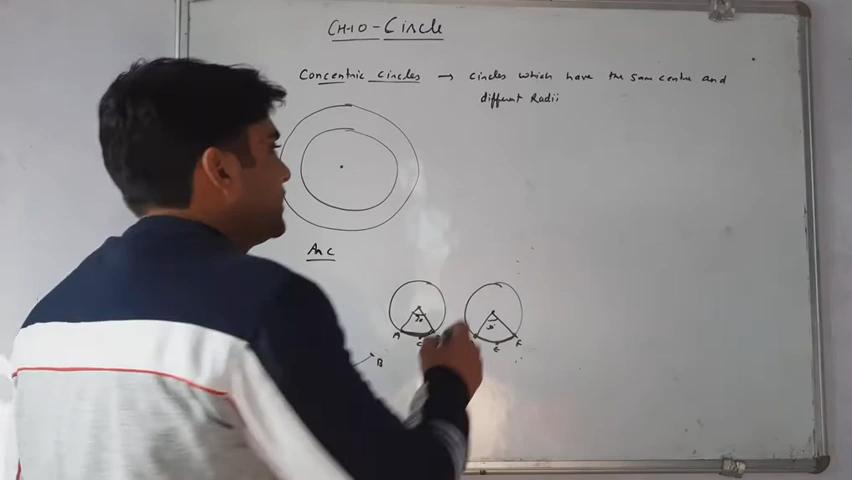 CH-10 - Circle
Concentric circles → circles which have the same centre and
different Radii
Arc
A
C
E
F
B